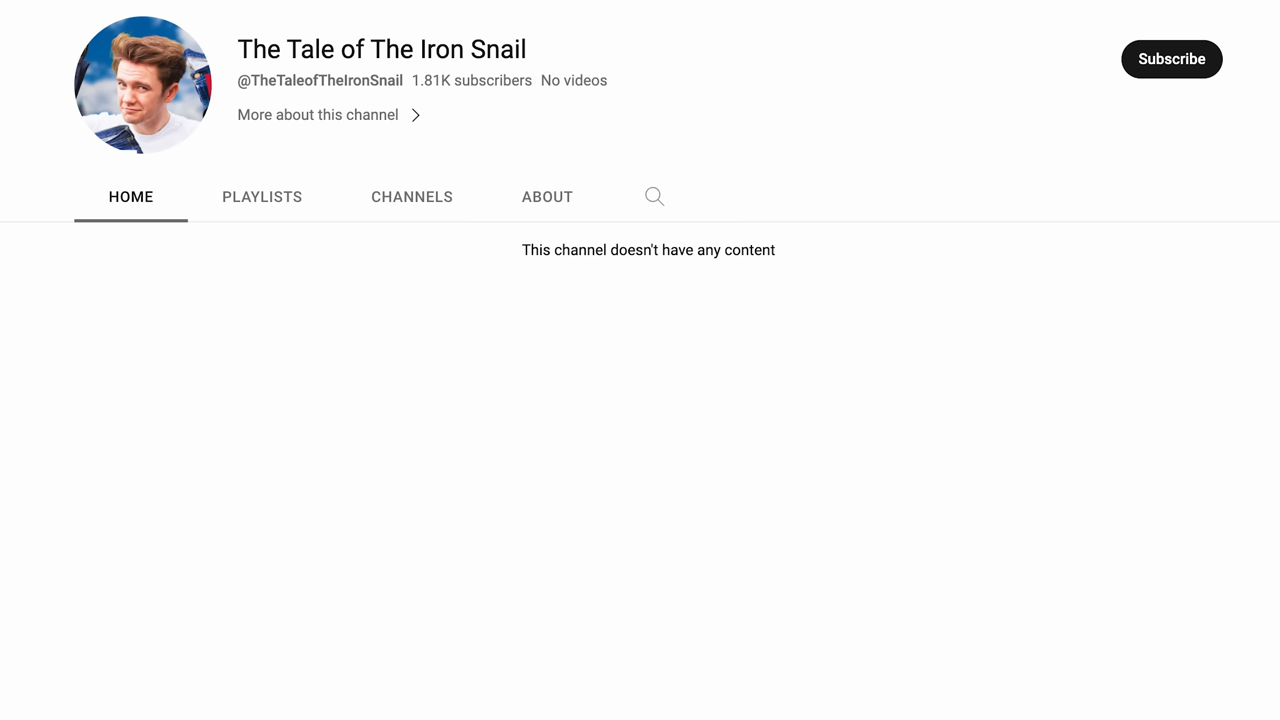 The Tale of The Iron Snail
@TheTaleofTheIronSnail 1.81K subscribers No videos
More about this channel
Subscribe
HOME PLAYLISTS CHANNELS ABOUT
This channel doesn't have any content